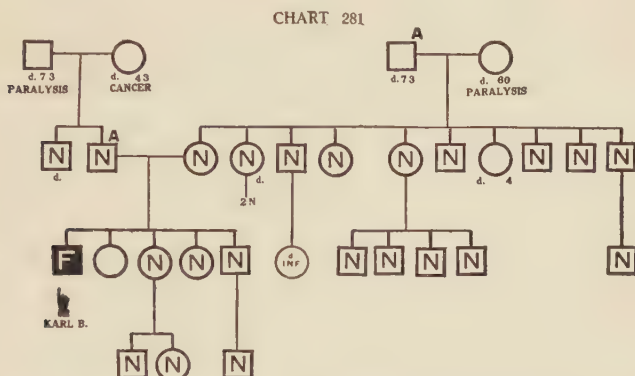 CHART 281
A
d. 73 d. 43 d. 73 d. 60
PARALYSIS CANCER PARALYSIS
A
N N N N N N N N N N N
d. d. d. 4
2 N
F N N N d INF N N N N N
KARL B.
N N N